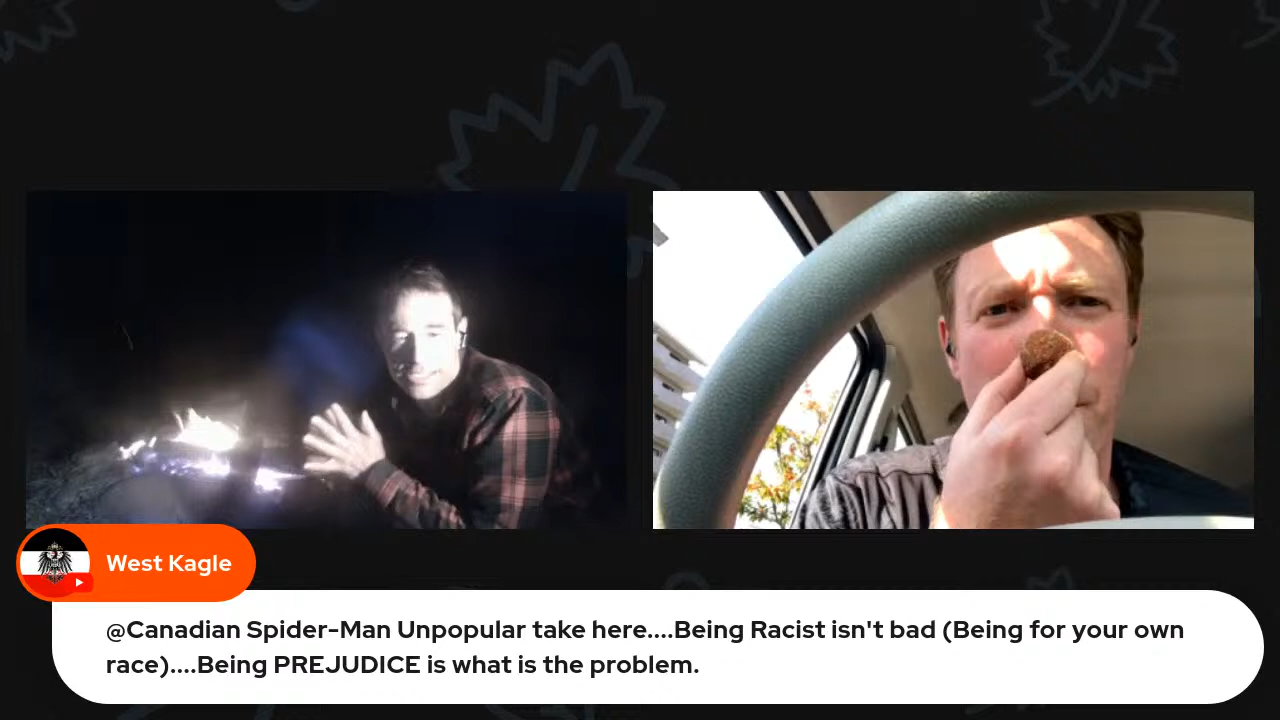 West Kagle
@Canadian Spider-Man Unpopular take here....Being Racist isn't bad (Being for your own
race)....Being PREJUDICE is what is the problem.